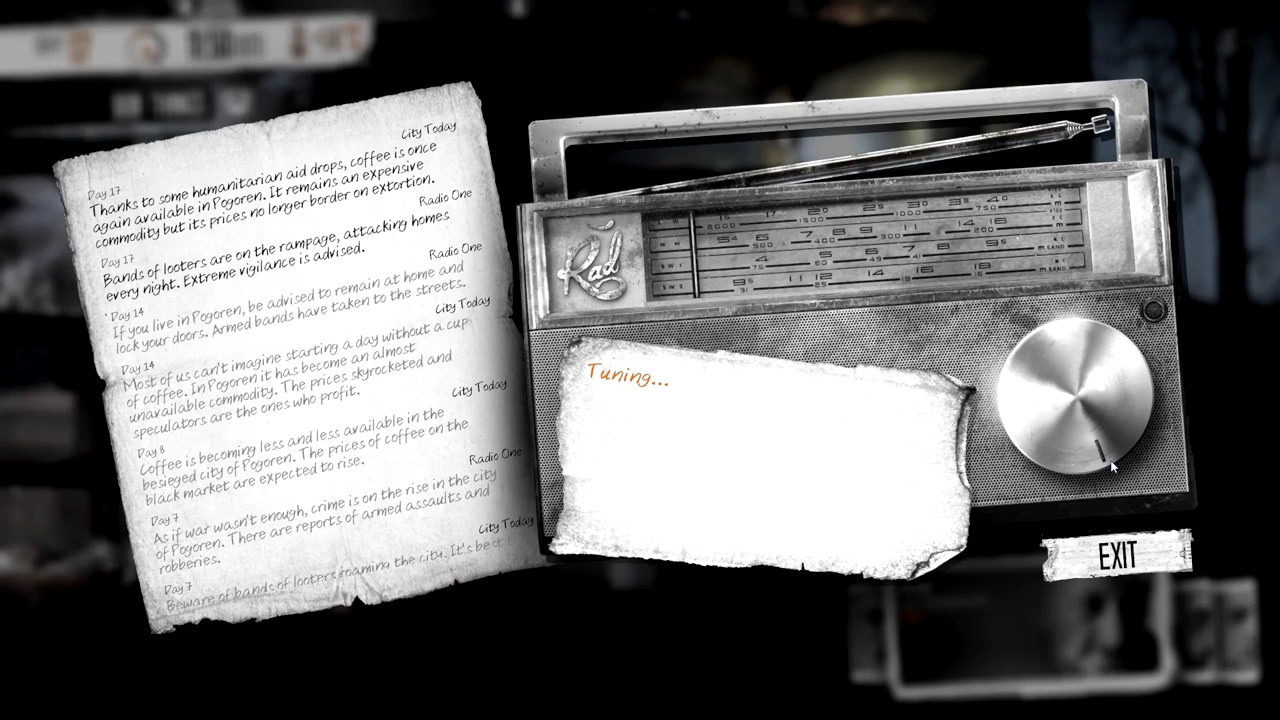 City Today
Day 17
Thanks to some humanitarian aid drops, coffee is once
again available in Pogoren. It remains an expensive
commodity but it's prices no longer border on extortion.
Radio One
Day 17
Bands of looters are on the rampage, attacking homes
every night. Extreme vigilance is advised.
Radio One
Day 14
If you live in Pogoren, be advised to remain at home and
lock your doors. Armed bands have taken to the streets.
City Today
Day 14
Most of us can't imagine starting a day without a cup
of coffee. In Pogoren it has become an almost
unavailable commodity. The prices skyrocketed and
speculators are the ones who profit.
City Today
Day 8
Coffee is becoming less and less available in the
besieged city of Pogoren. The prices of coffee on the
black market are expected to rise.
Radio One
Day 7
As if war wasn't enough, crime is on the rise in the city
of Pogoren. There are reports of armed assaults and
robberies.
City Today
Day 7
Beware of bands of looters roaming the city. It's best
Rad
Tuning...
EXIT